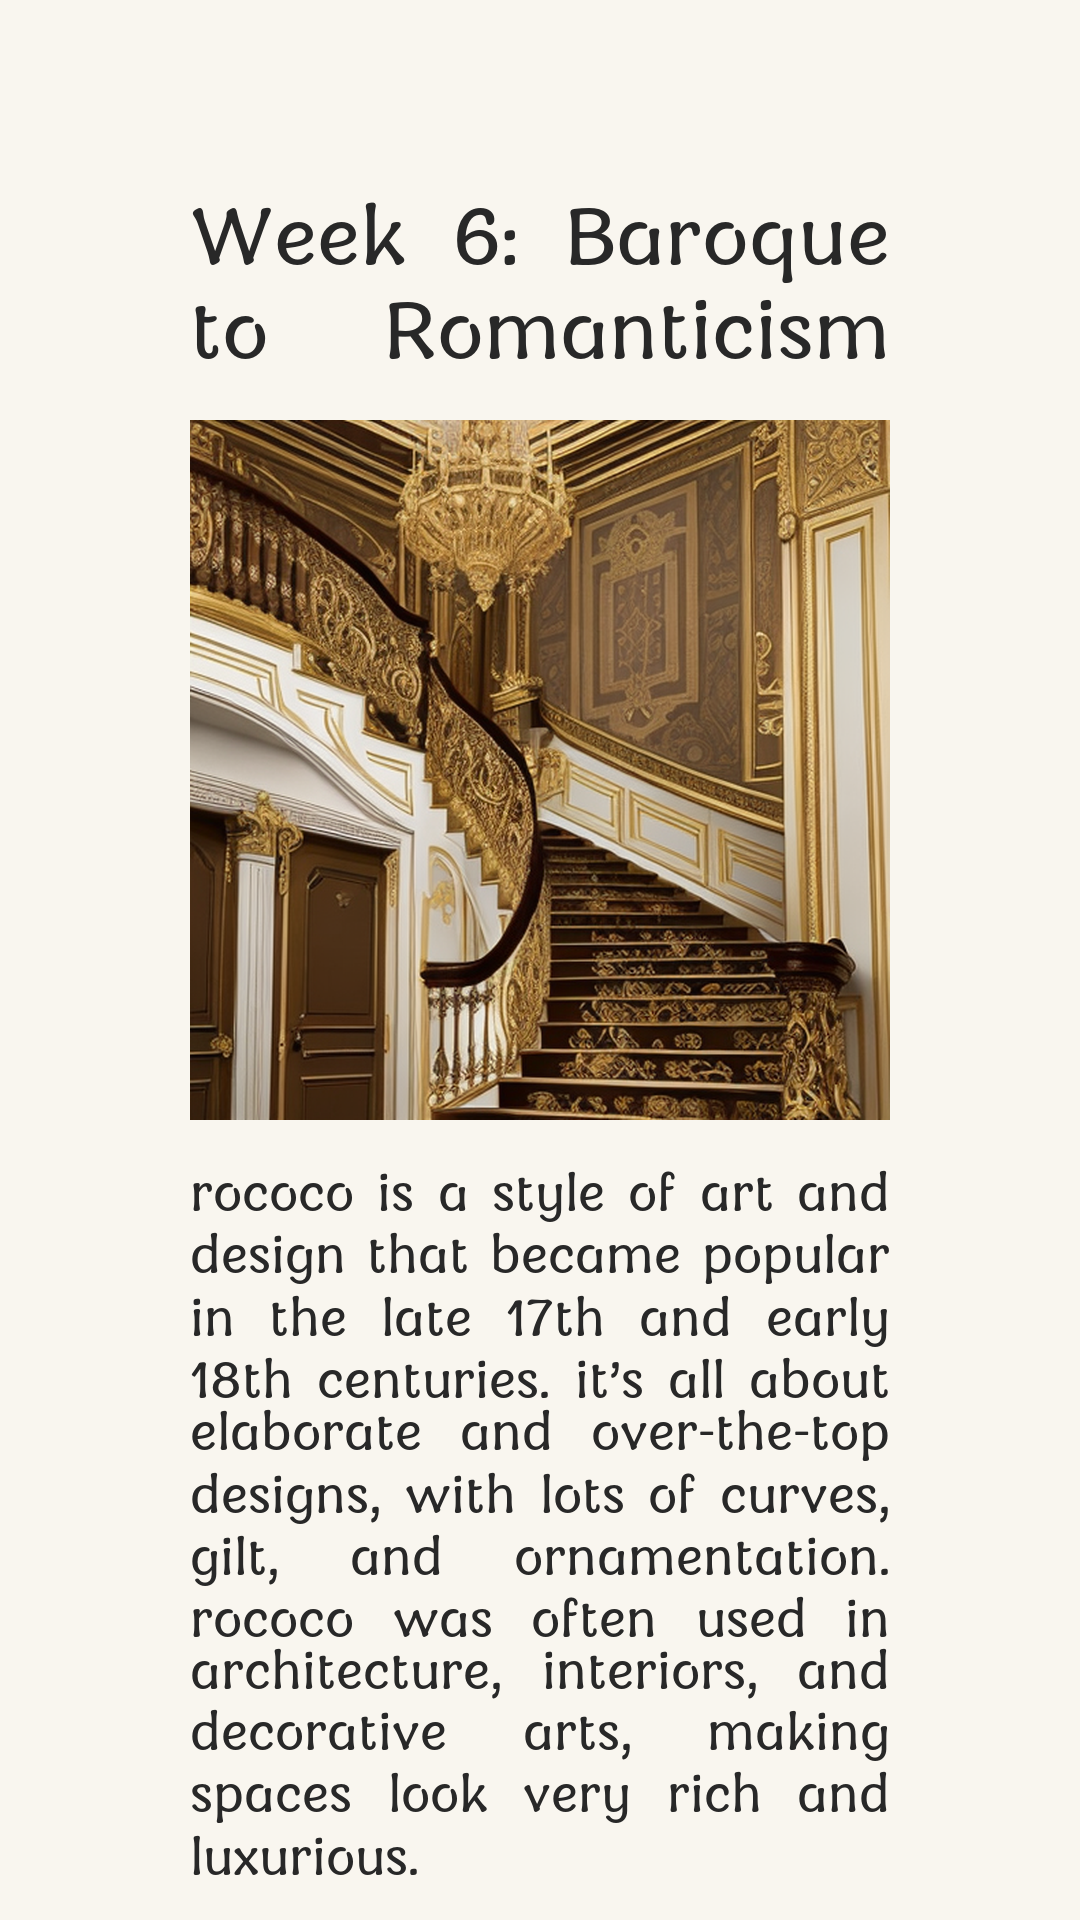 Week 6: Baroque
to Romanticism
rococo is a style of art and
design that became popular
in the late 17th and early
18th centuries. it’s all about
elaborate and over-the-top
designs, with lots of curves,
gilt, and ornamentation.
rococo was often used in
architecture, interiors, and
decorative arts, making
spaces look very rich and
luxurious.